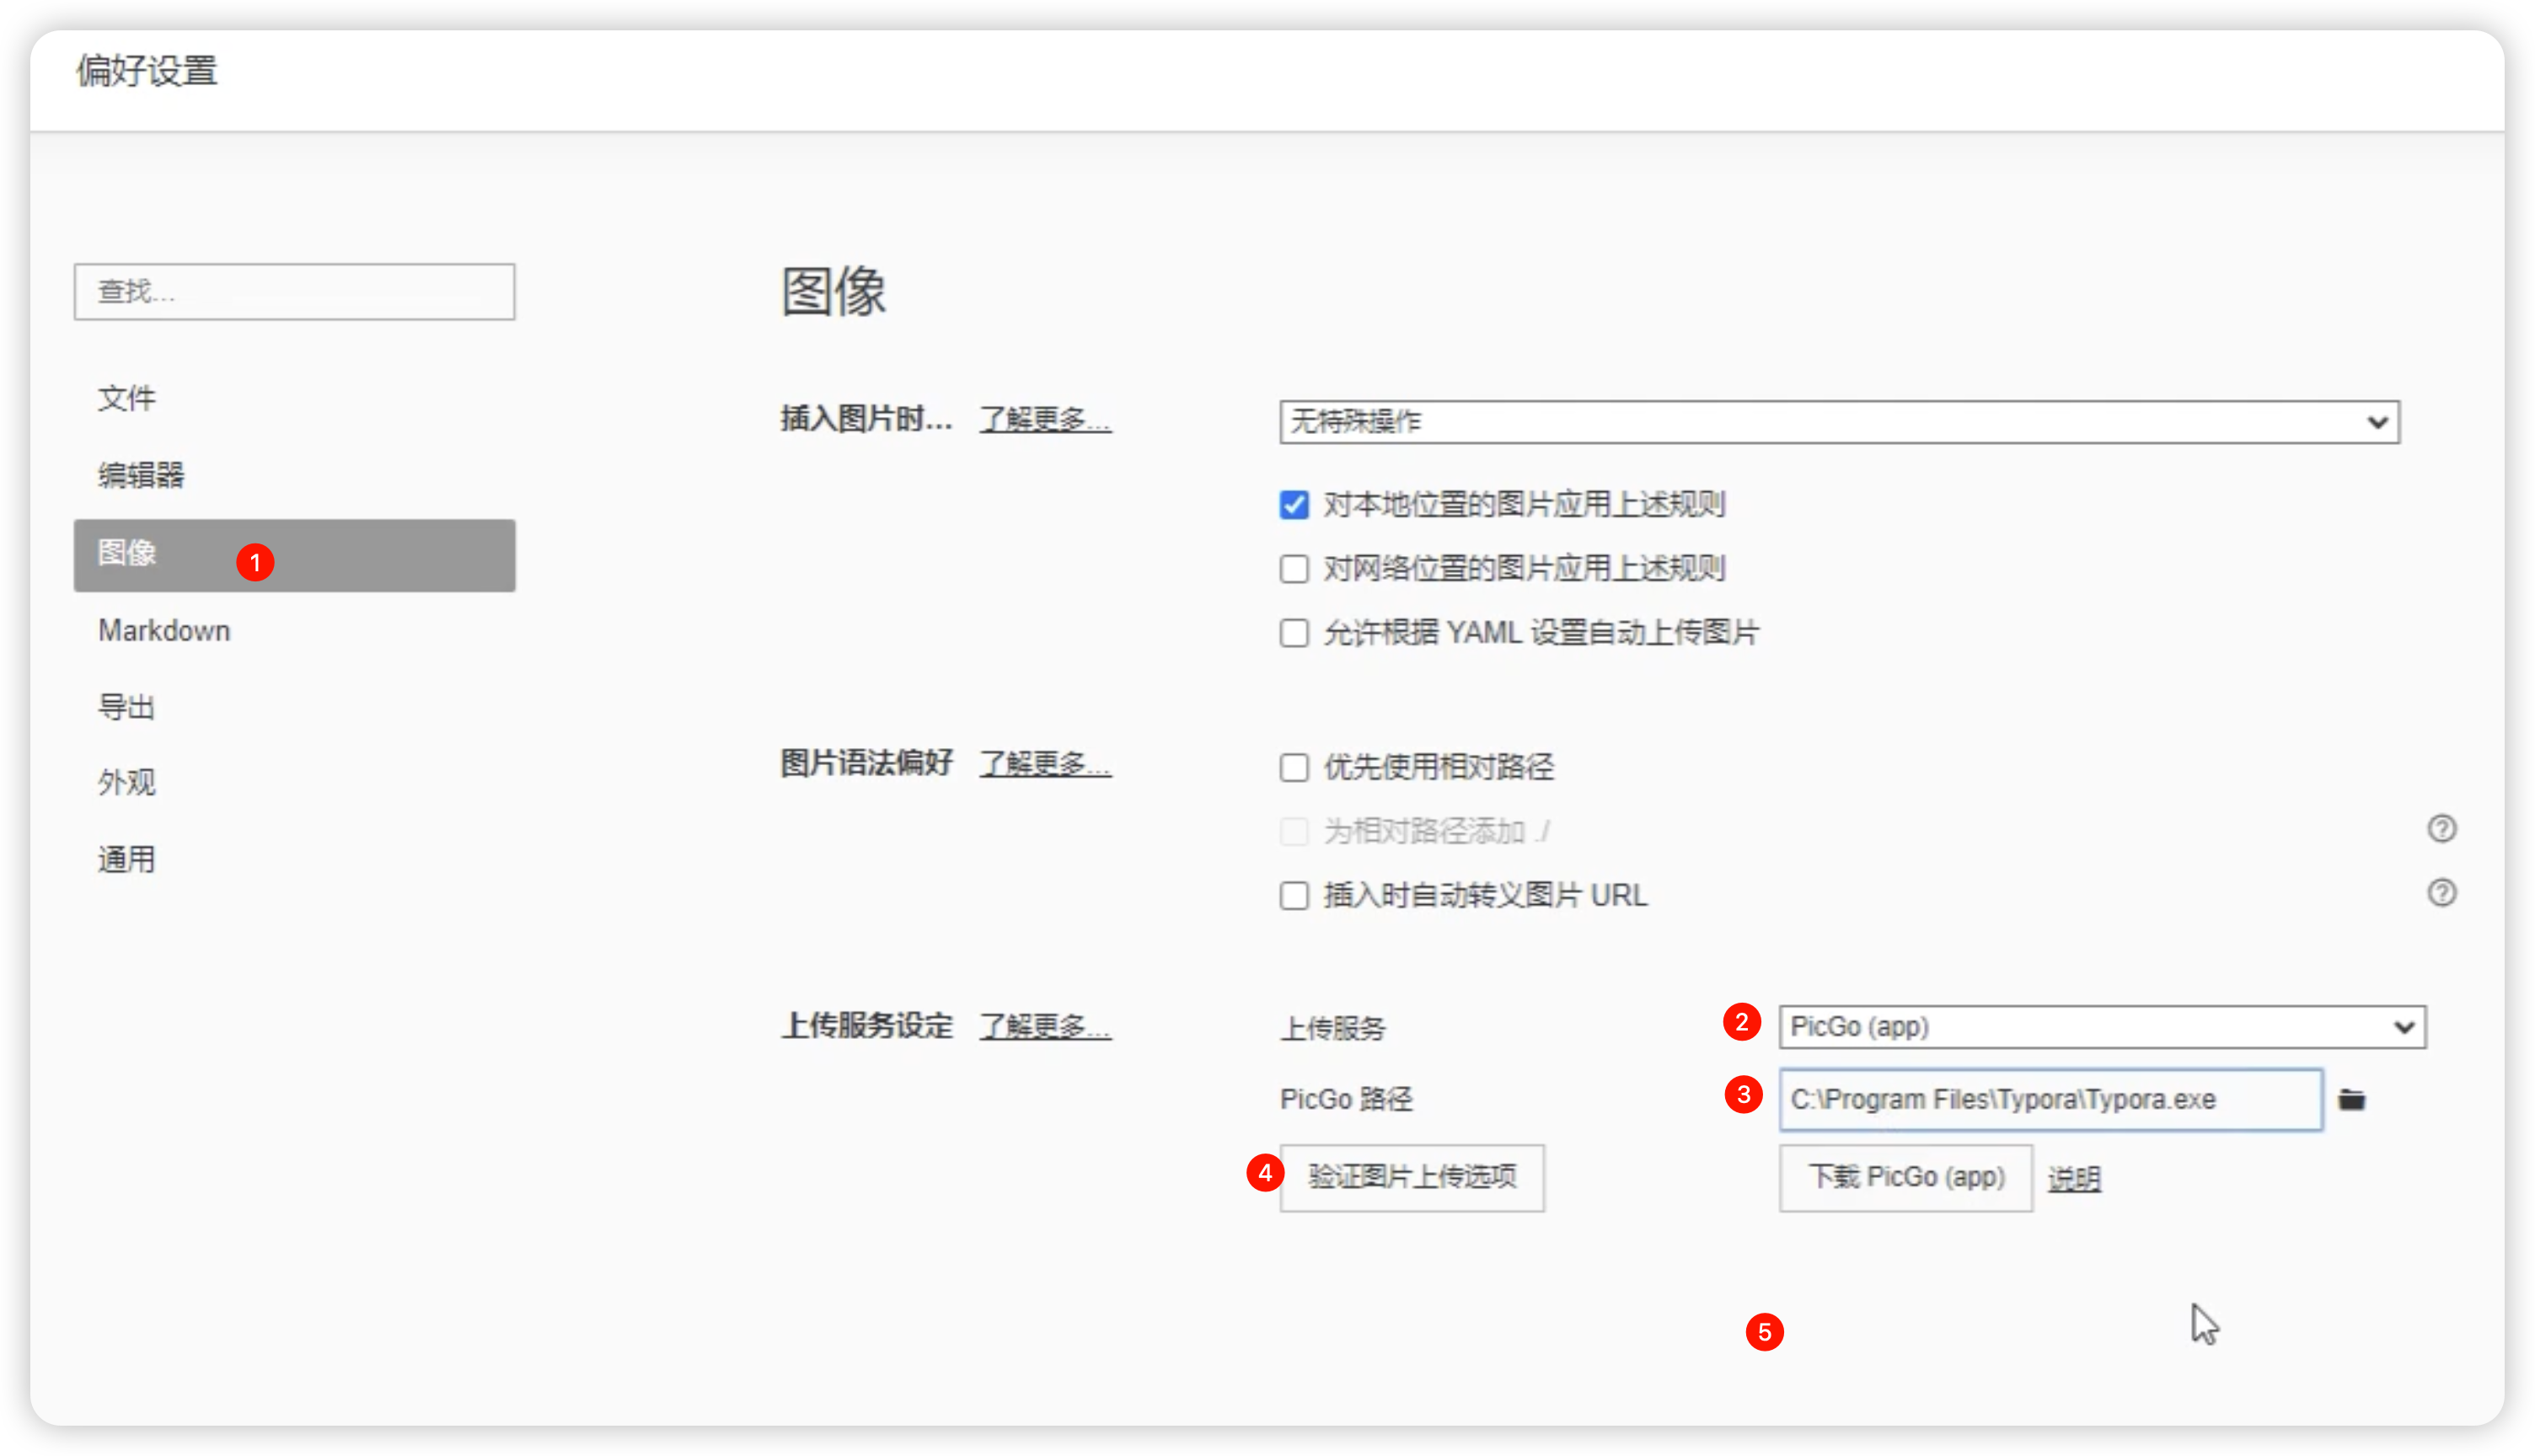 偏好设置
查找...
文件
编辑器
图像
1
Markdown
导出
外观
通用
图像
插入图片时... 了解更多... 无特殊操作
对本地位置的图片应用上述规则
对网络位置的图片应用上述规则
允许根据 YAML 设置自动上传图片
图片语法偏好 了解更多... 优先使用相对路径
为相对路径添加 ./
插入时自动转义图片 URL
上传服务设定 了解更多... 上传服务 2 PicGo (app)
PicGo 路径 3 C:\Program Files\Typora\Typora.exe
4 验证图片上传选项 下载 PicGo (app) 说明
5